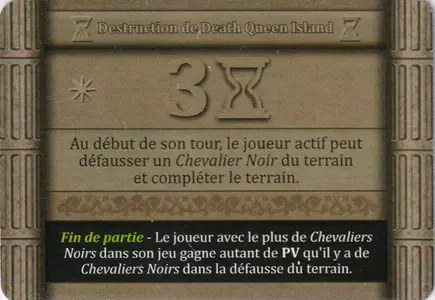 Destruction de Death Queen Island
3
Au début de son tour, le joueur actif peut
défausser un Chevalier Noir du terrain
et compléter le terrain.
Fin de partie - Le joueur avec le plus de Chevaliers
Noirs dans son jeu gagne autant de PV qu'il y a de
Chevaliers Noirs dans la défausse du terrain.